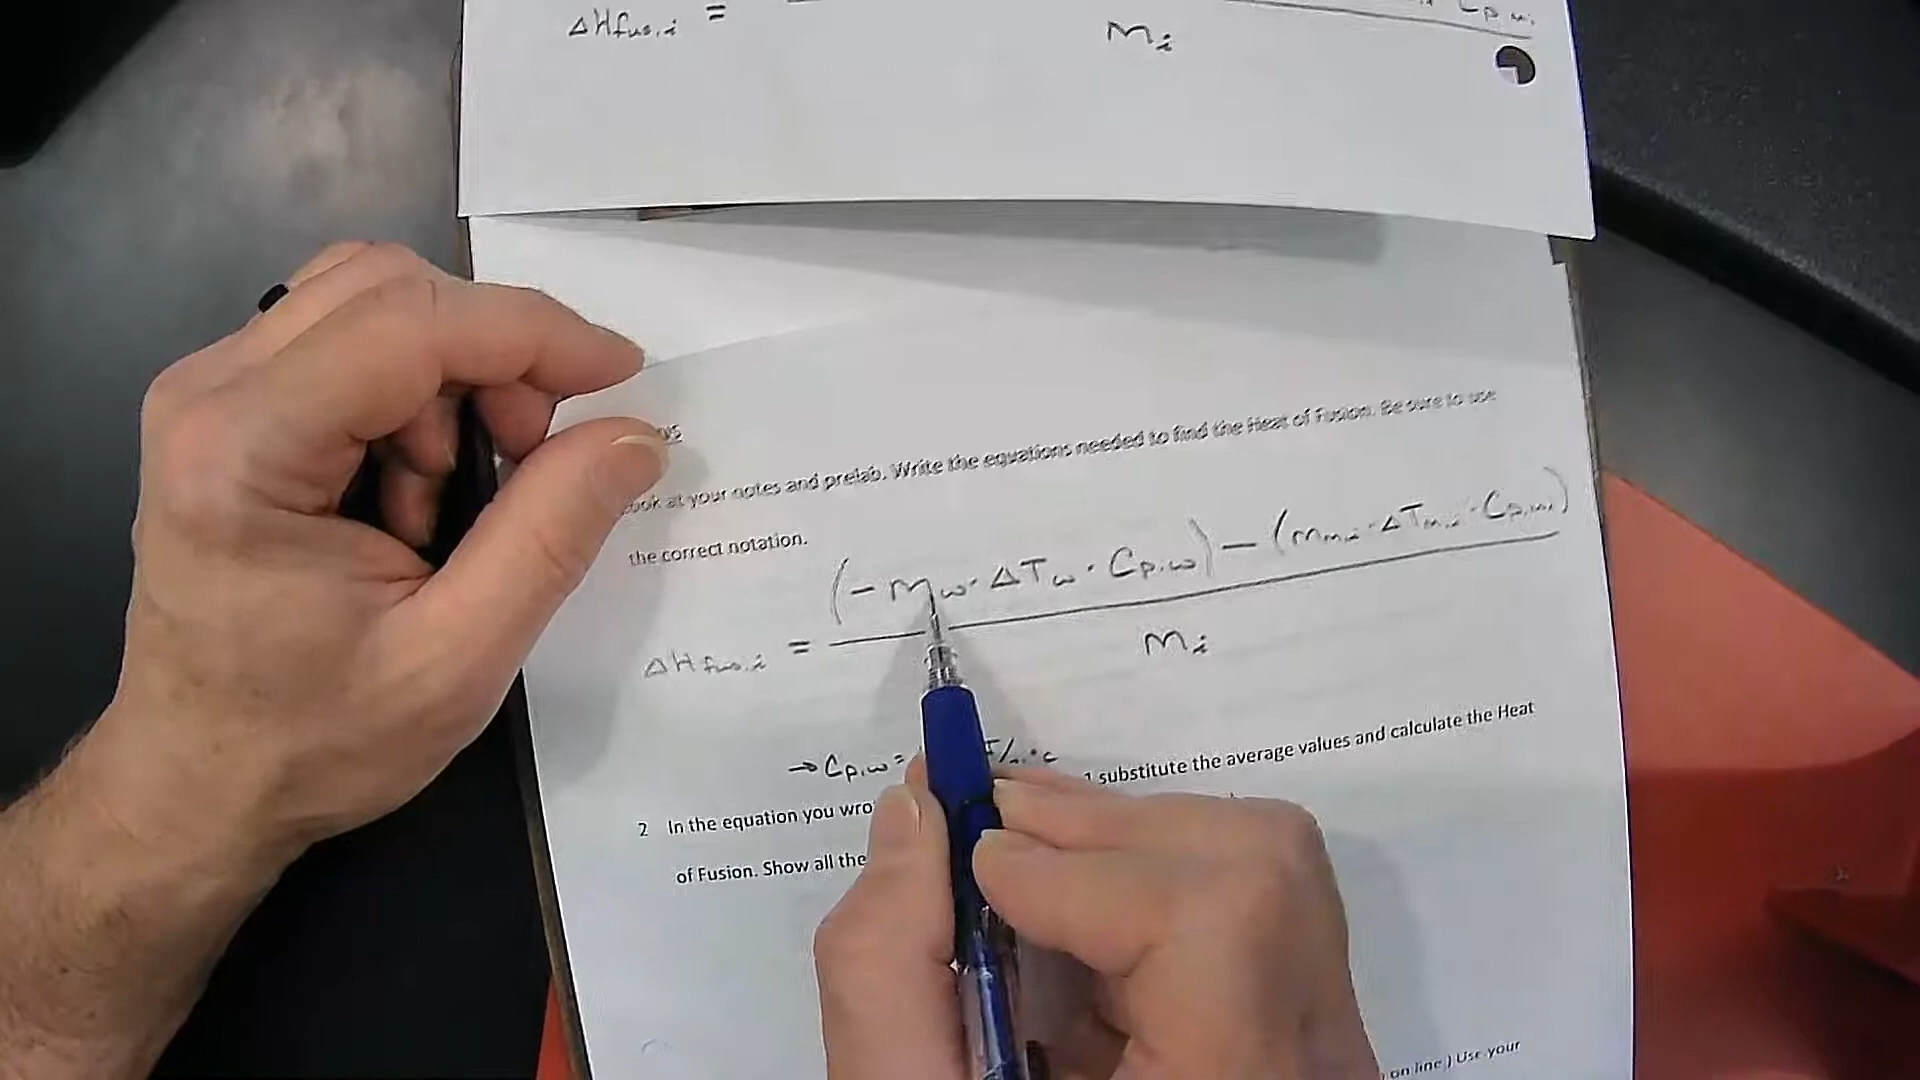 ΔHfus,i =
mi
Cp,mi
look at your notes and prelab. Write the equations needed to find the Heat of Fusion. Be sure to use
the correct notation.
(-mw·ΔTw·Cp,w) - (mmi·ΔTmi·Cp,mi)
ΔHfus,i =
mi
→ Cp,w =
J/ °C
2 In the equation you wro
1 substitute the average values and calculate the Heat
of Fusion. Show all the
on line.) Use your